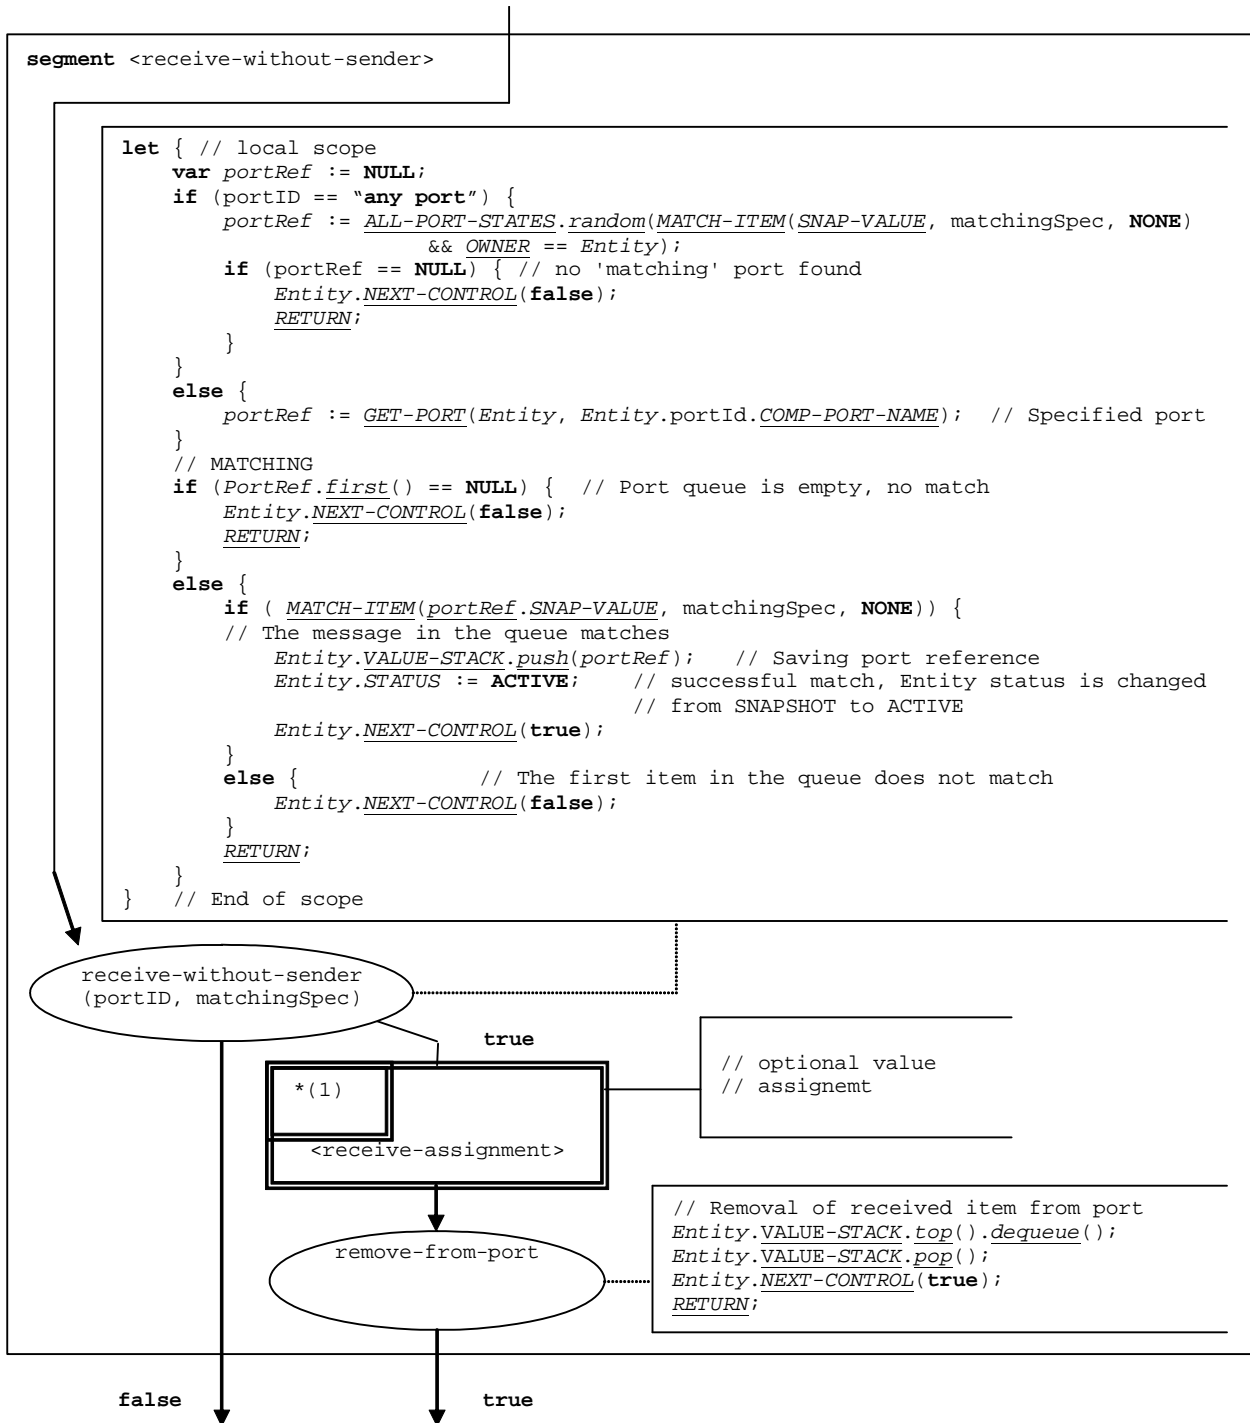 segment <receive-without-sender>
let { // local scope
var portRef := NULL;
if (portID == “any port”) {
portRef := ALL-PORT-STATES.random(MATCH-ITEM(SNAP-VALUE, matchingSpec, NONE)
&& OWNER == Entity);
if (portRef == NULL) { // no 'matching' port found
Entity.NEXT-CONTROL(false);
RETURN;
}
}
else {
portRef := GET-PORT(Entity, Entity.portId.COMP-PORT-NAME); // Specified port
}
// MATCHING
if (PortRef.first() == NULL) { // Port queue is empty, no match
Entity.NEXT-CONTROL(false);
RETURN;
}
else {
if ( MATCH-ITEM(portRef.SNAP-VALUE, matchingSpec, NONE)) {
// The message in the queue matches
Entity.VALUE-STACK.push(portRef); // Saving port reference
Entity.STATUS := ACTIVE; // successful match, Entity status is changed
// from SNAPSHOT to ACTIVE
Entity.NEXT-CONTROL(true);
}
else { // The first item in the queue does not match
Entity.NEXT-CONTROL(false);
}
RETURN;
}
} // End of scope
receive-without-sender
(portID, matchingSpec)
true
// optional value
// assignemt
*(1)
<receive-assignment>
// Removal of received item from port
Entity.VALUE-STACK.top().dequeue();
Entity.VALUE-STACK.pop();
Entity.NEXT-CONTROL(true);
RETURN;
remove-from-port
false
true